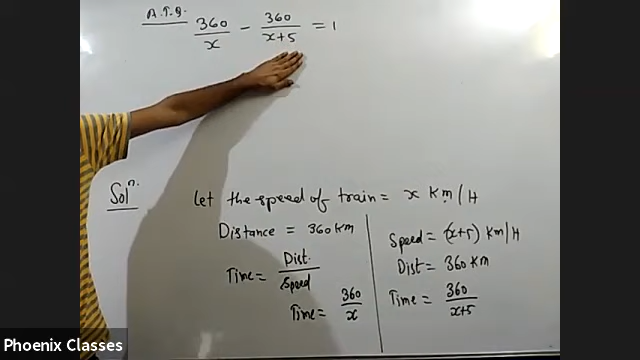 A.T.Q. 360/x − 360/x+5 = 1
Solⁿ. Let the speed of train = x Km/H
Distance = 360 Km
Time = Dist./Speed
Time = 360/x
Speed = (x+5) Km/H
Dist = 360 Km
Time = 360/x+5
Phoenix Classes